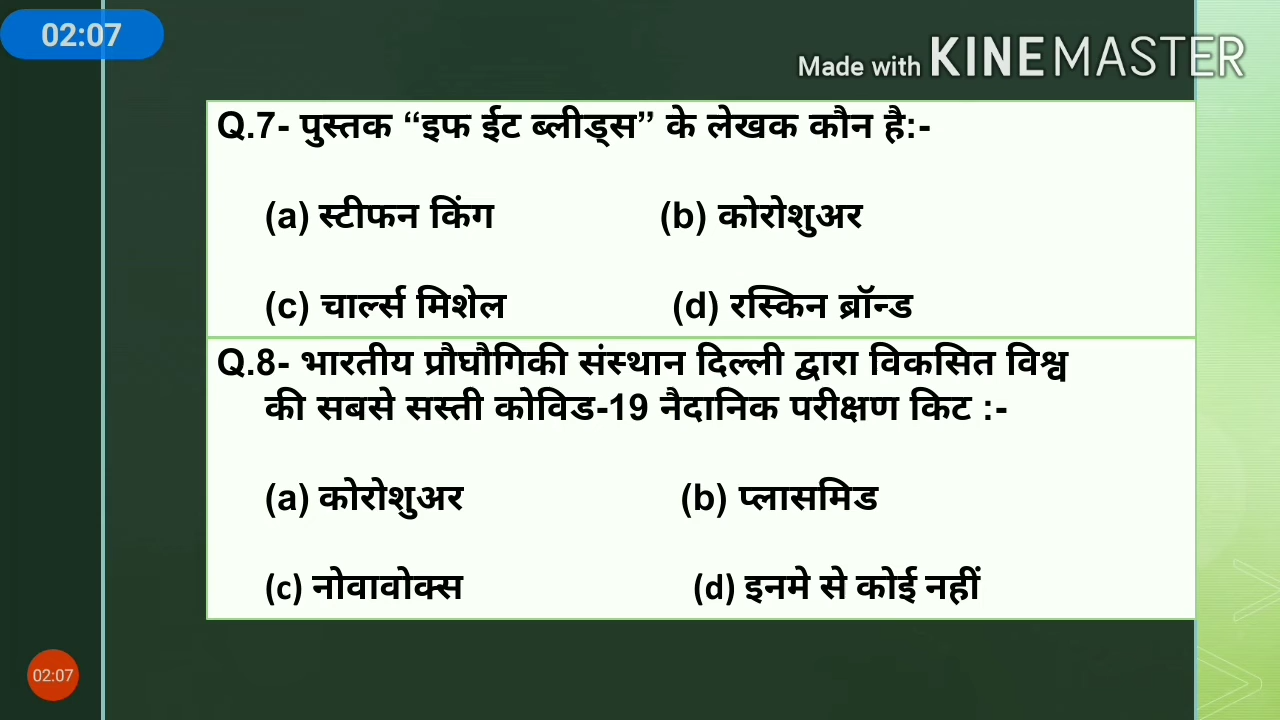 02:07
Made with KINEMASTER
Q.7- पुस्तक “इफ ईट ब्लीड्स” के लेखक कौन है:-
(a) स्टीफन किंग (b) कोरोशुअर
(c) चार्ल्स मिशेल (d) रस्किन ब्रॉन्ड
Q.8- भारतीय प्रौघौगिकी संस्थान दिल्ली द्वारा विकसित विश्व
की सबसे सस्ती कोविड-19 नैदानिक परीक्षण किट :-
(a) कोरोशुअर (b) प्लासमिड
(c) नोवावोक्स (d) इनमे से कोई नहीं
02:07